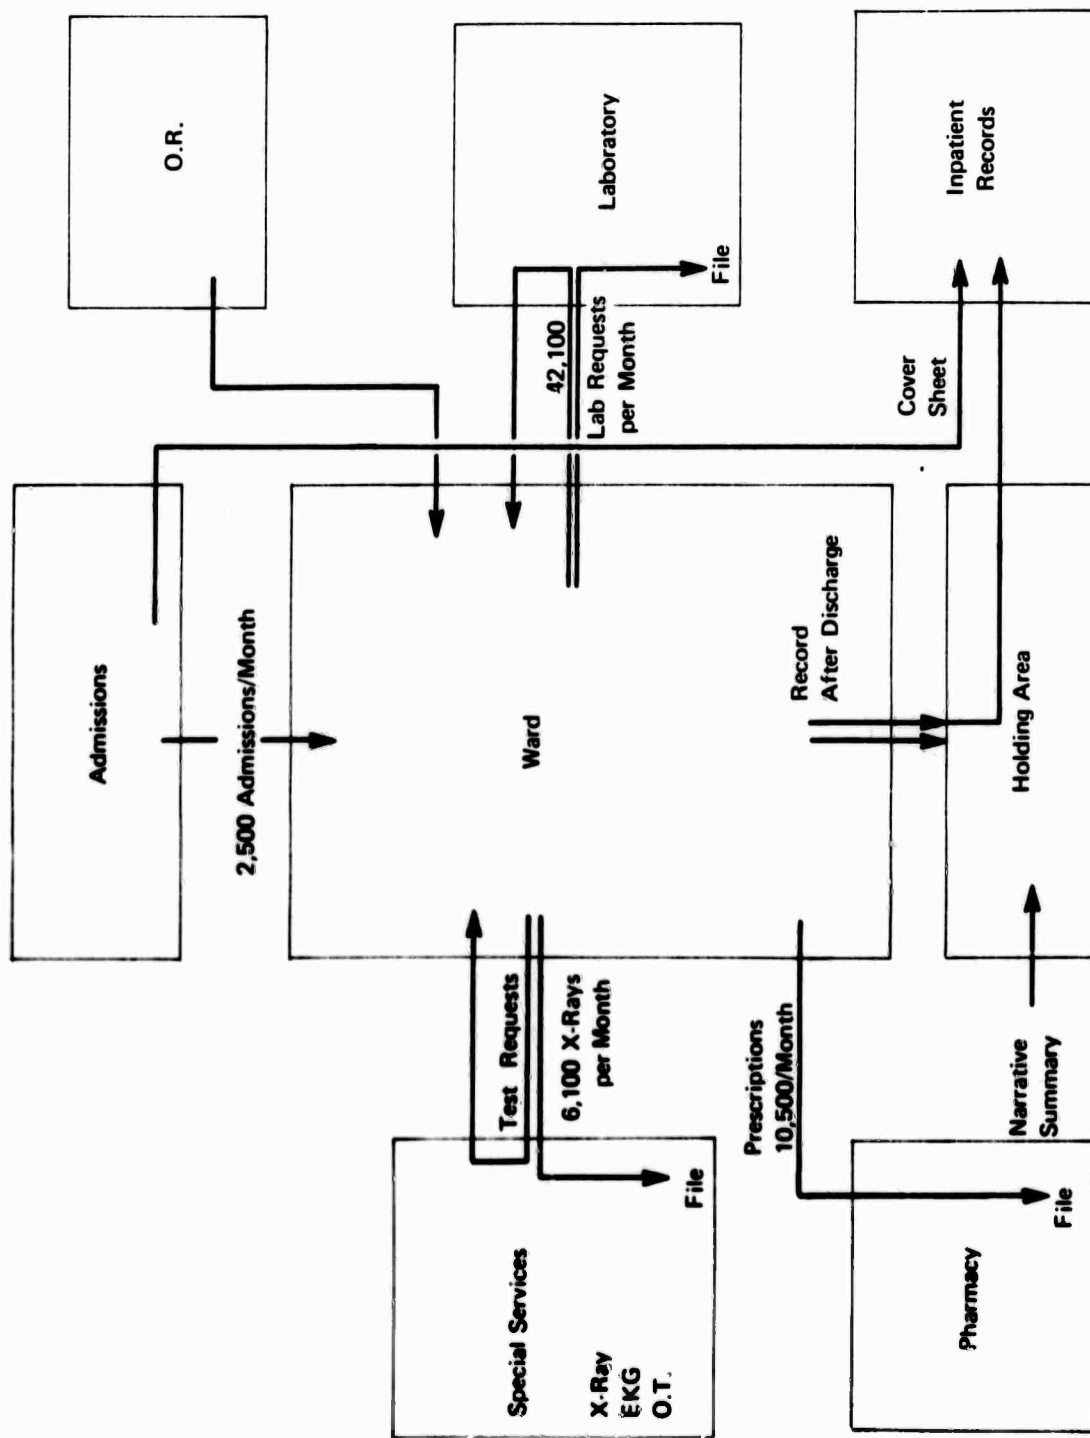 Admissions
O.R.
2,500 Admissions/Month
Special Services
X-Ray
EKG
O.T.
File
Test Requests
6,100 X-Rays
per Month
Ward
42,100
Lab Requests
per Month
Laboratory
File
Prescriptions
10,500/Month
Record
After Discharge
Cover
Sheet
Pharmacy
File
Narrative
Summary
Holding Area
Inpatient
Records